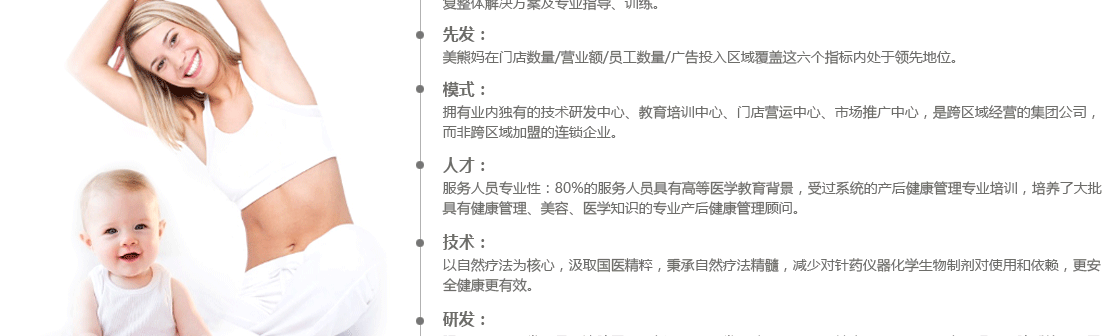 复整体解决方案及专业指导、训练。
先发：
美熊妈在门店数量/营业额/员工数量/广告投入区域覆盖这六个指标内处于领先地位。
模式：
拥有业内独有的技术研发中心、教育培训中心、门店营运中心、市场推广中心，是跨区域经营的集团公司，
而非跨区域加盟的连锁企业。
人才：
服务人员专业性：80%的服务人员具有高等医学教育背景，受过系统的产后健康管理专业培训，培养了大批
具有健康管理、美容、医学知识的专业产后健康管理顾问。
技术：
以自然疗法为核心，汲取国医精粹，秉承自然疗法精髓，减少对针药仪器化学生物制剂对使用和依赖，更安
全健康更有效。
研发：